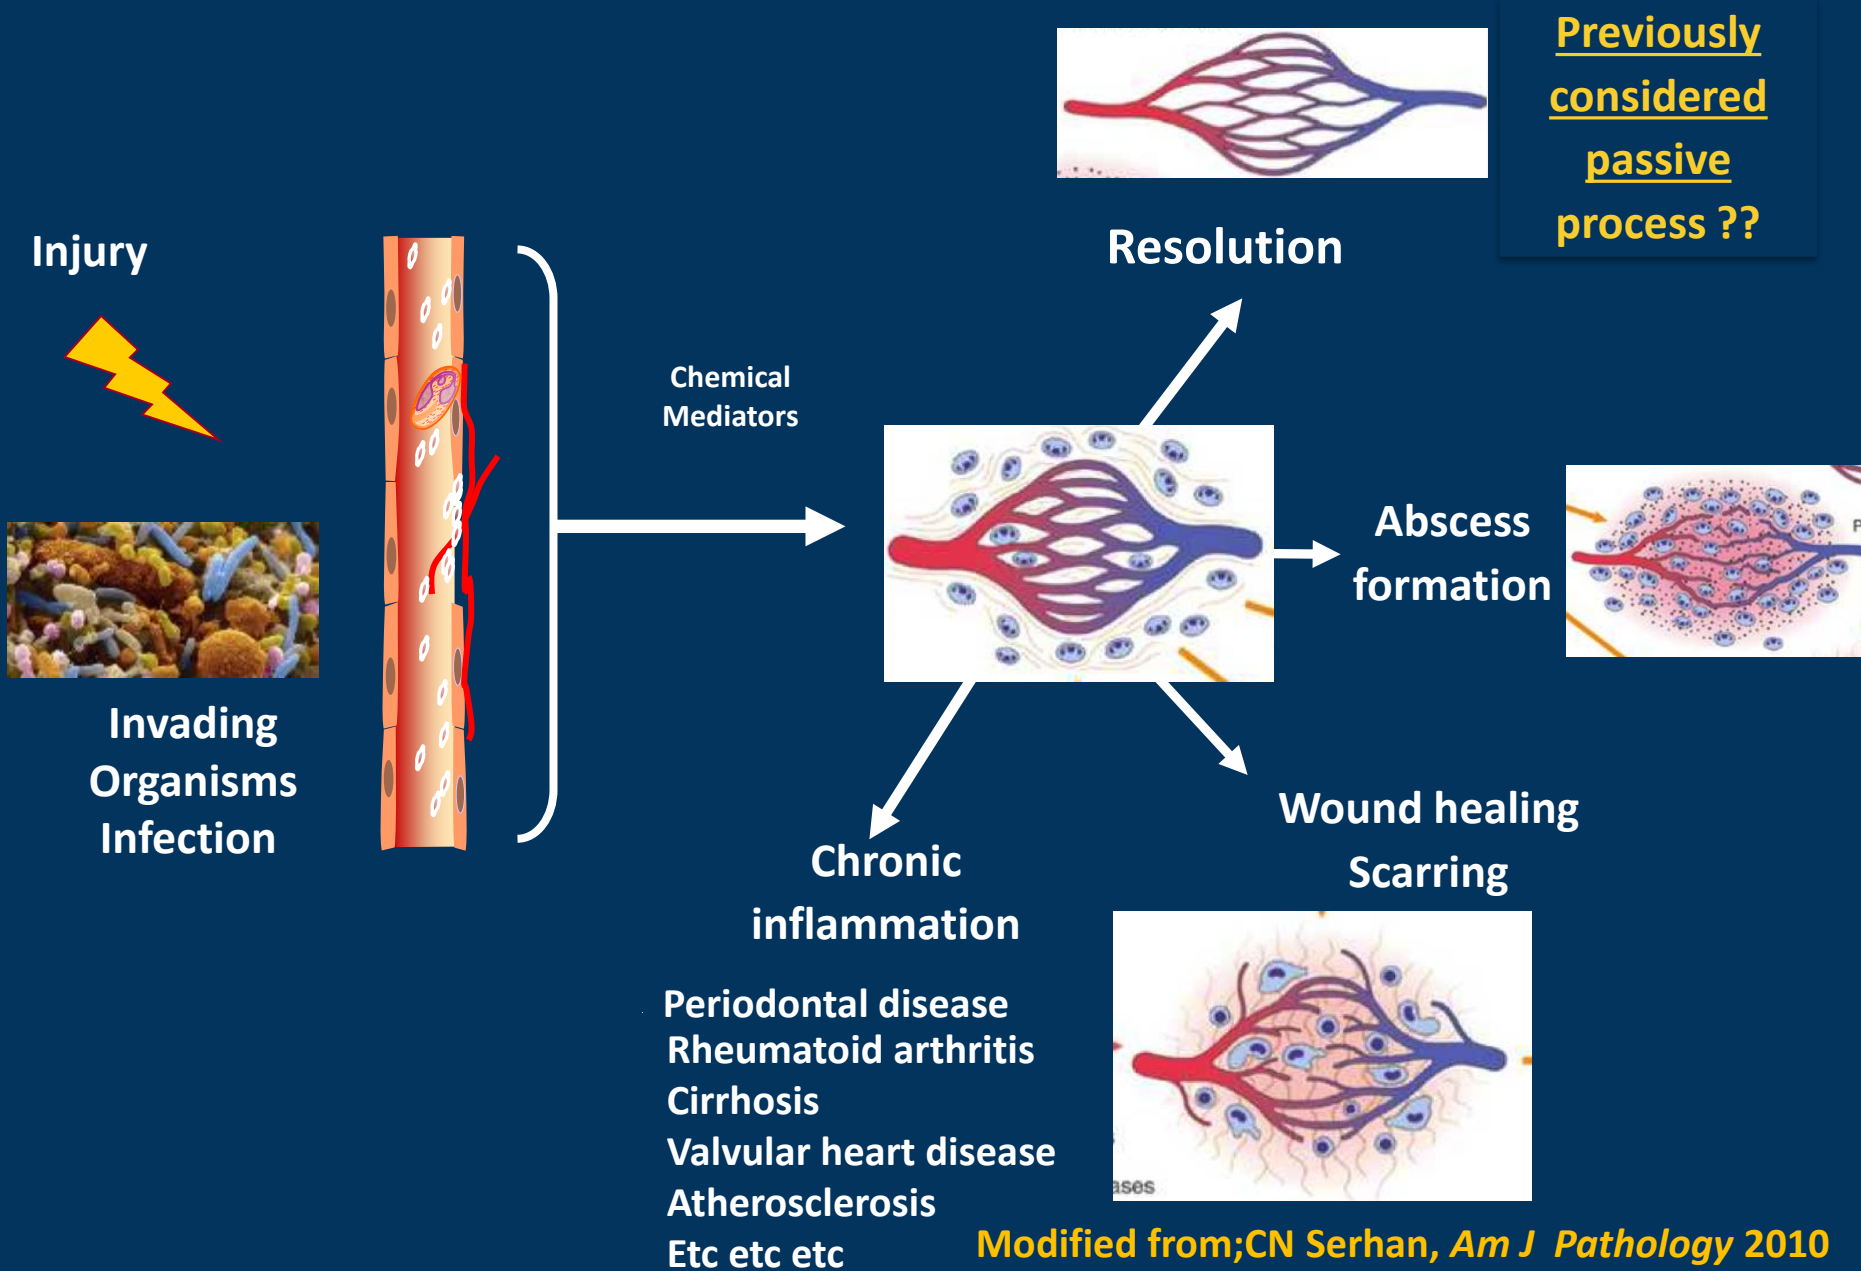 Previously
considered
passive
process ??
Resolution
Injury
Chemical
Mediators
Abscess
formation
P
Invading
Organisms
Infection
Wound healing
Scarring
Chronic
inflammation
Periodontal disease
Rheumatoid arthritis
Cirrhosis
Valvular heart disease
Atherosclerosis
Etc etc etc
ases
Modified from;CN Serhan, Am J Pathology 2010